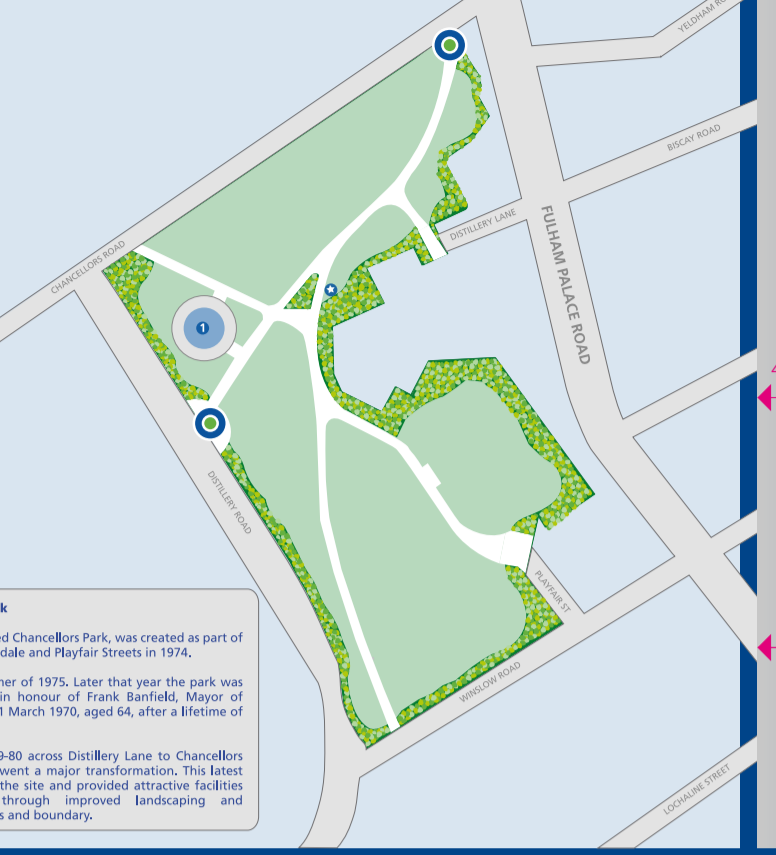 YELDHAM RO
BISCAY ROAD
CHANCELLORS ROAD
DISTILLERY LANE
FULHAM PALACE ROAD
1
4
DISTILLERY ROAD
PLAYFAIR ST
WINSLOW ROAD
LOCHALINE STREET
k
ed Chancellors Park, was created as part of
dale and Playfair Streets in 1974.
ner of 1975. Later that year the park was
in honour of Frank Banfield, Mayor of
1 March 1970, aged 64, after a lifetime of
9-80 across Distillery Lane to Chancellors
went a major transformation. This latest
the site and provided attractive facilities
through improved landscaping and
s and boundary.